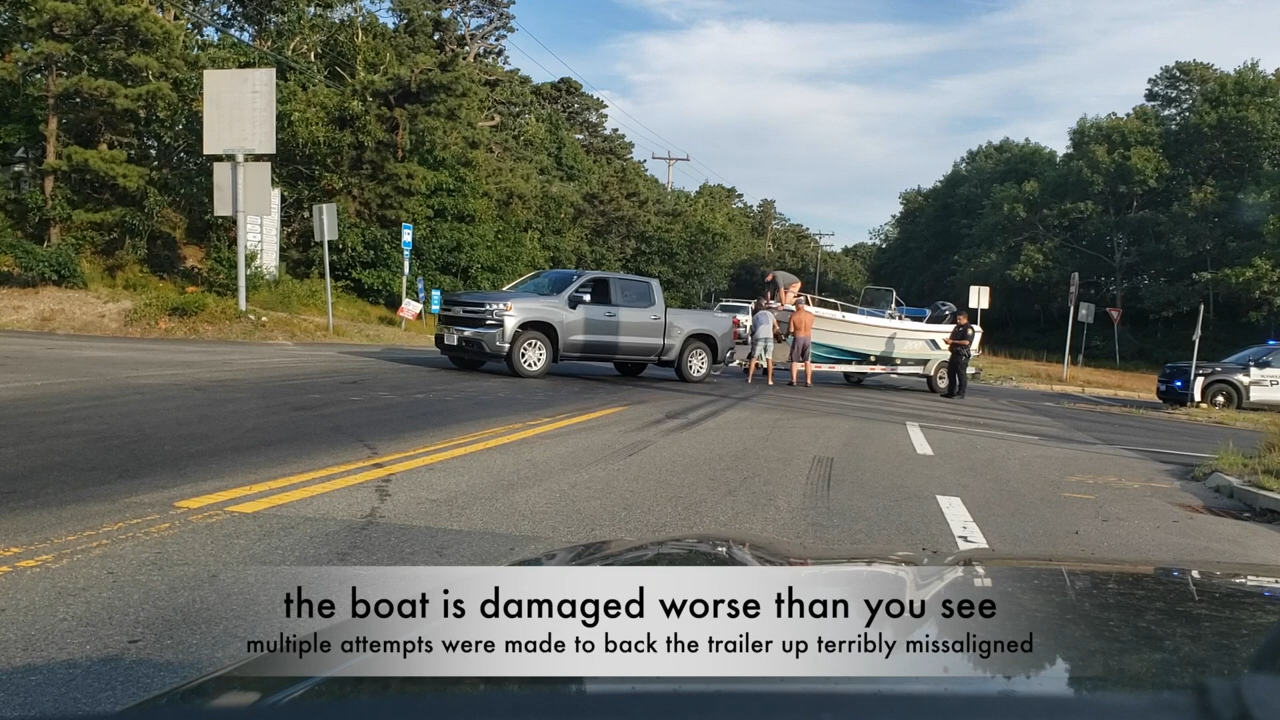 the boat is damaged worse than you see
multiple attempts were made to back the trailer up terribly missaligned